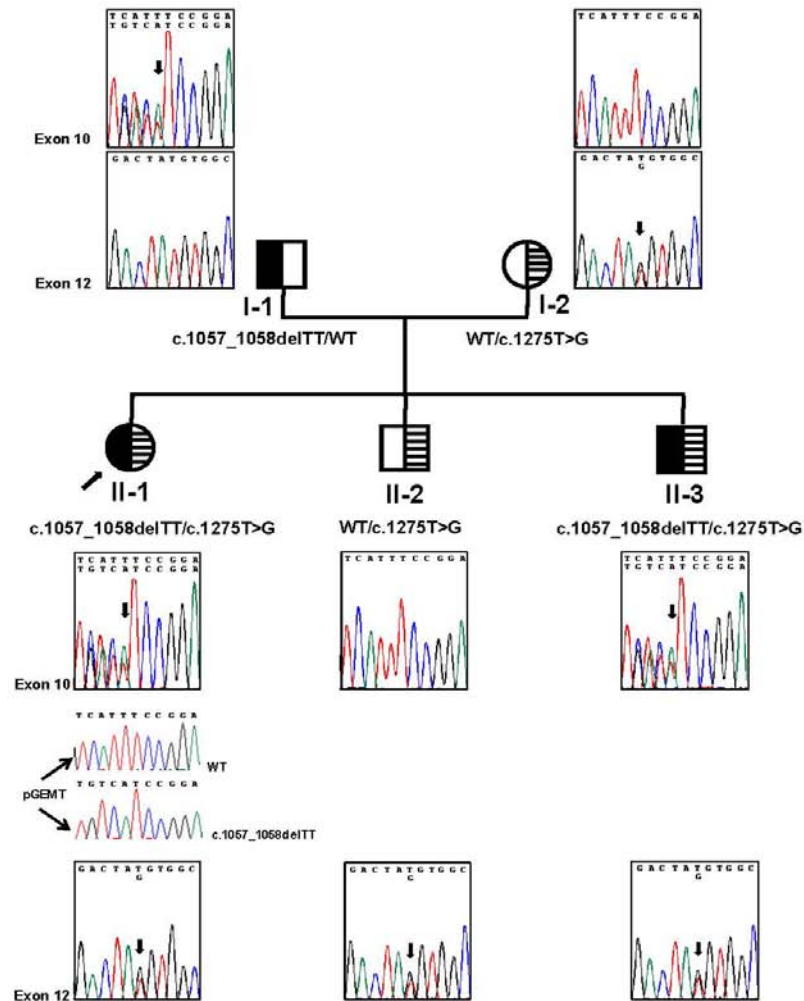 T C A T T T C C G G A
T G T C A T C C G G A
T C A T T T C C G G A
Exon 10
G A C T A T G T G G C
G A C T A T G T G G C
G
Exon 12
I-1
I-2
c.1057_1058delTT/WT
WT/c.1275T>G
II-1
II-2
II-3
c.1057_1058delTT/c.1275T>G
WT/c.1275T>G
c.1057_1058delTT/c.1275T>G
T C A T T T C C G G A
T G T C A T C C G G A
T C A T T T C C G G A
T C A T T T C C G G A
T G T C A T C C G G A
Exon 10
T C A T T T C C G G A
WT
pGEMT
T G T C A T C C G G A
c.1057_1058delTT
G A C T A T G T G G C
G
G A C T A T G T G G C
G
G A C T A T G T G G C
G
Exon 12